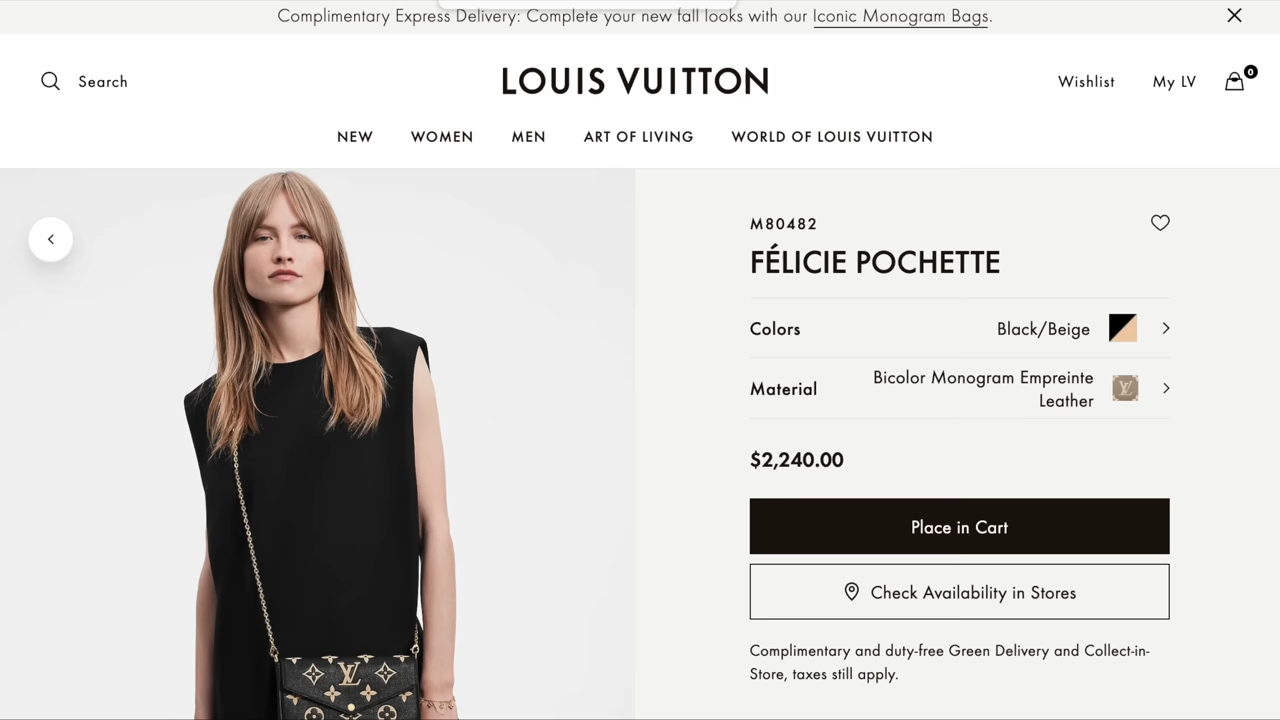 Complimentary Express Delivery: Complete your new fall looks with our Iconic Monogram Bags.
Search
LOUIS VUITTON
Wishlist
My LV
0
NEW
WOMEN
MEN
ART OF LIVING
WORLD OF LOUIS VUITTON
M80482
FÉLICIE POCHETTE
Colors
Black/Beige
Material
Bicolor Monogram Empreinte
Leather
$2,240.00
Place in Cart
Check Availability in Stores
Complimentary and duty-free Green Delivery and Collect-in-
Store, taxes still apply.